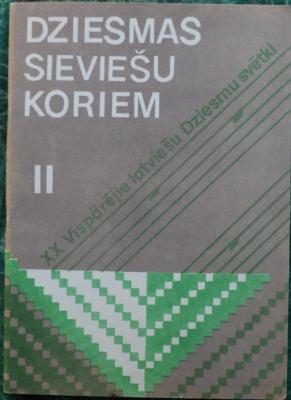 DZIESMAS
SIEVIEŠU
KORIEM
II
XX Vispārējie latviešu Dziesmu svētki